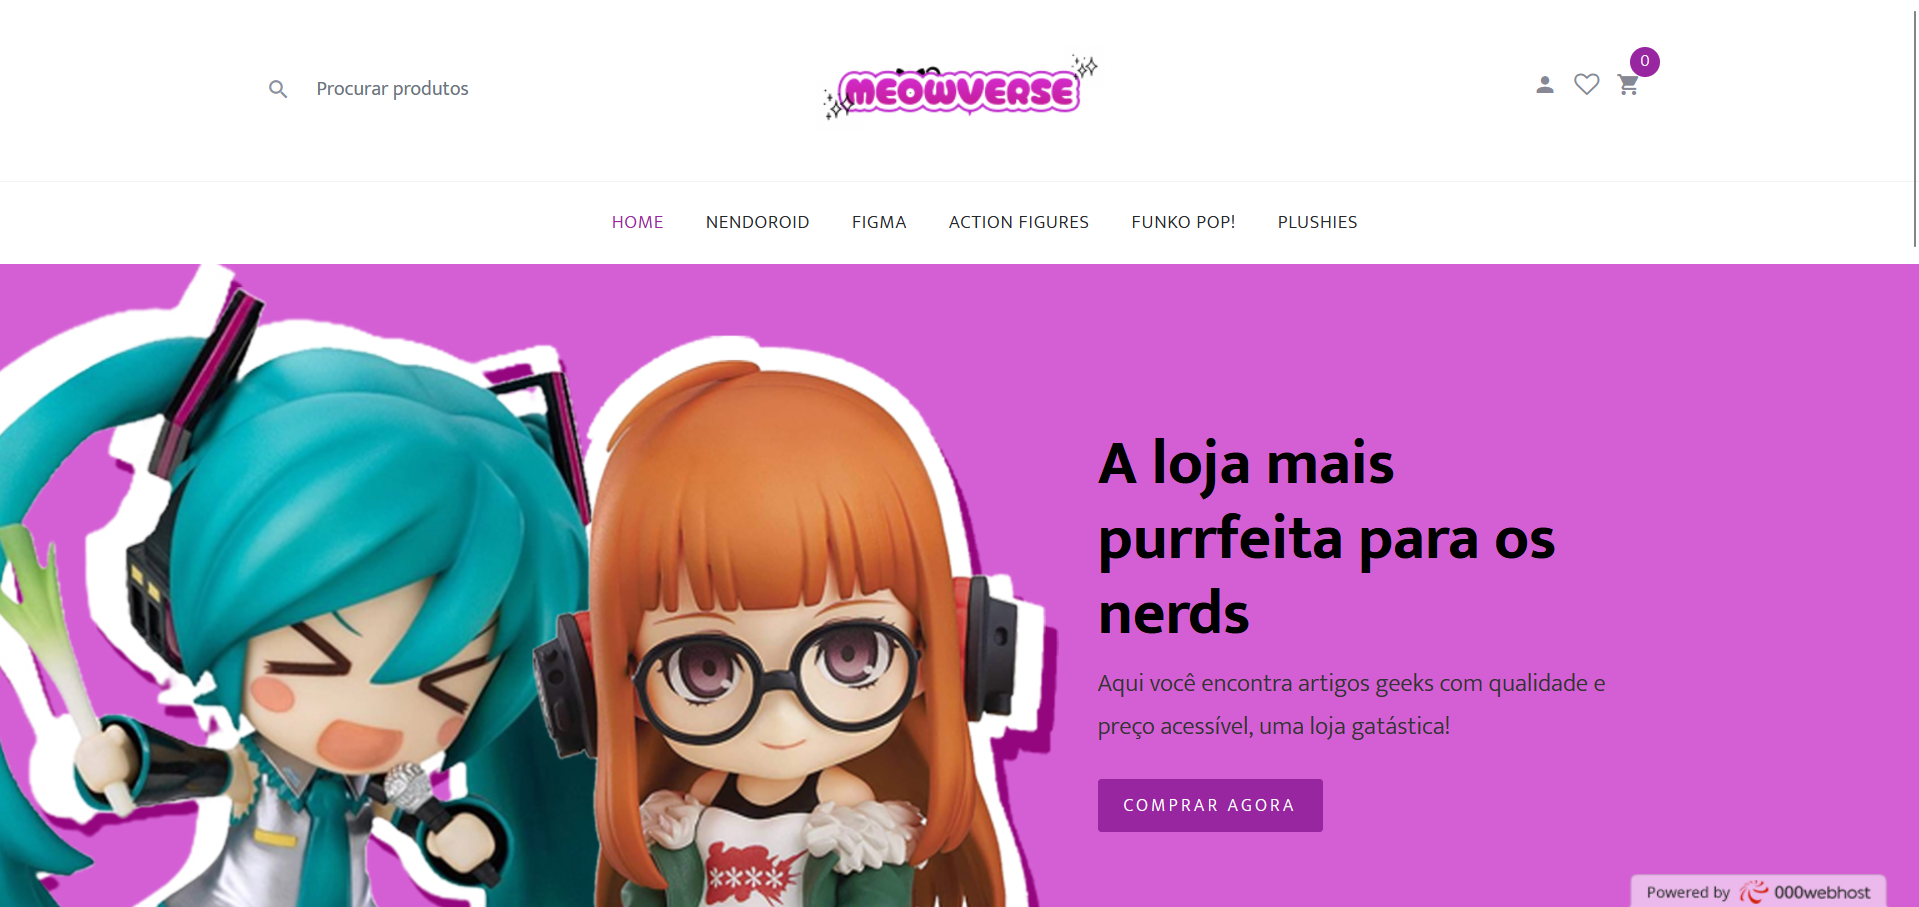 Procurar produtos
MEOWVERSE
0
HOME NENDOROID FIGMA ACTION FIGURES FUNKO POP! PLUSHIES
A loja mais
purrfeita para os
nerds
Aqui você encontra artigos geeks com qualidade e
preço acessível, uma loja gatástica!
COMPRAR AGORA
****
Powered by 000webhost